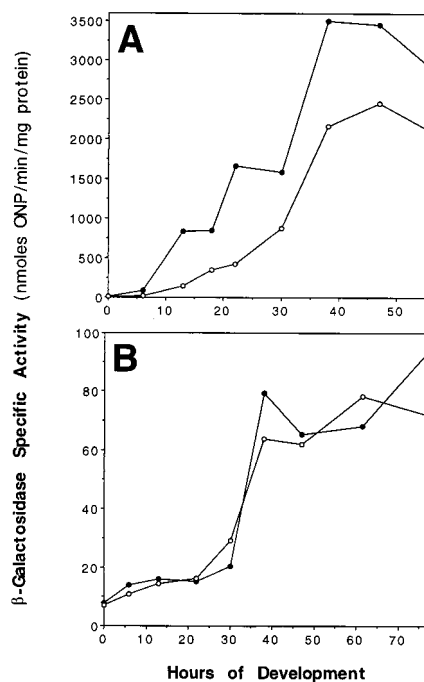 β-Galactosidase Specific Activity (nmoles ONP/min/mg protein)
A
3500
3000
2500
2000
1500
1000
500
0
0 10 20 30 40 50
B
100
80
60
40
20
0
0 10 20 30 40 50 60 70
Hours of Development